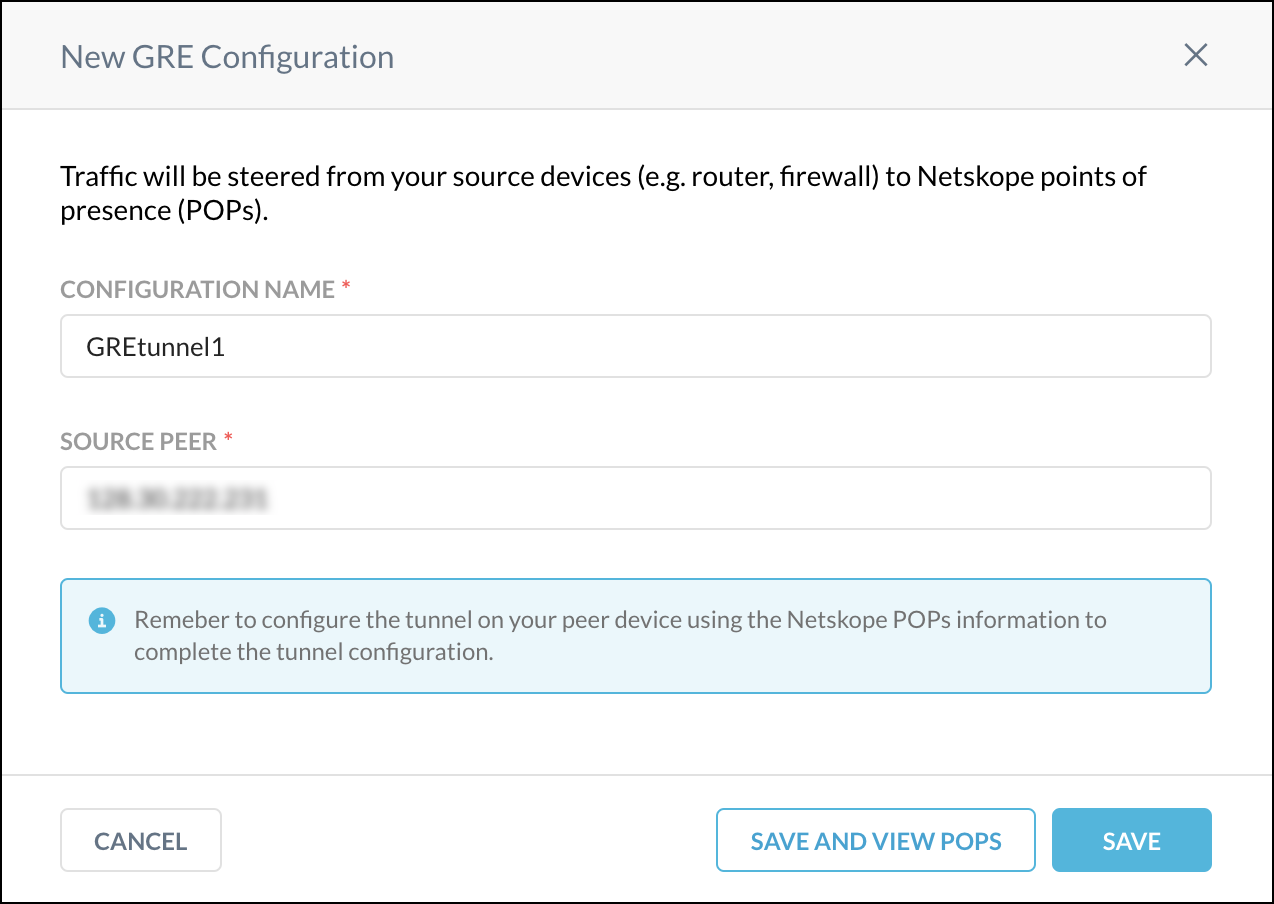 New GRE Configuration
Traffic will be steered from your source devices (e.g. router, firewall) to Netskope points of
presence (POPs).
CONFIGURATION NAME *
GREtunnel1
SOURCE PEER *
Remeber to configure the tunnel on your peer device using the Netskope POPs information to
complete the tunnel configuration.
CANCEL
SAVE AND VIEW POPS
SAVE